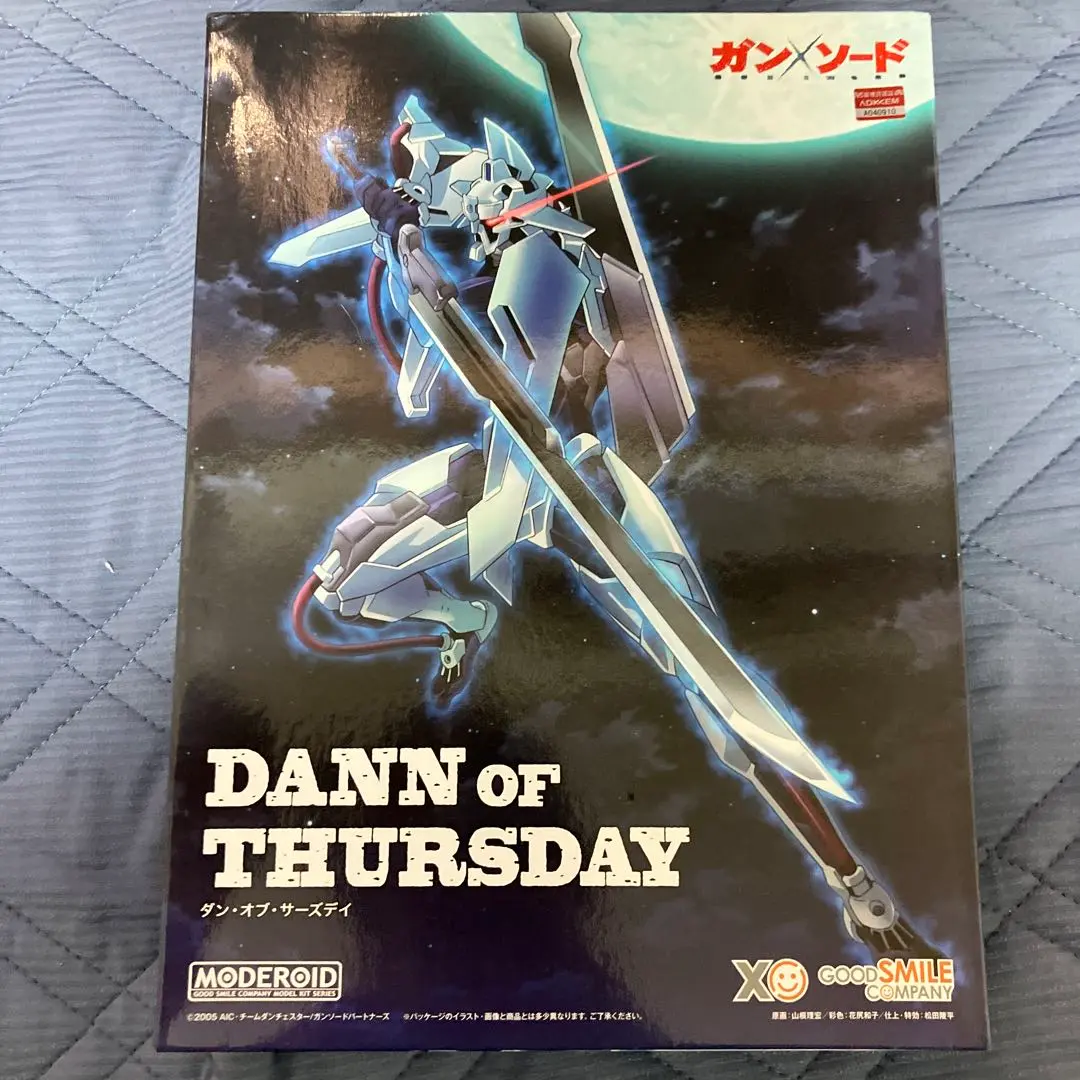 ガン×ソード
ADKKEM
A040910
DANN OF
THURSDAY
ダン・オブ・サーズデイ
MODEROID
GOOD SMILE COMPANY MODEL KIT SERIES
GOODSMILE
COMPANY
©2005 AIC・チームダンチェスター/ガンソードパートナーズ ※パッケージのイラスト・画像と商品とは多少異なります。ご了承ください。
原画:山根理宏/彩色:花尻和子/仕上・特効:松田隆平